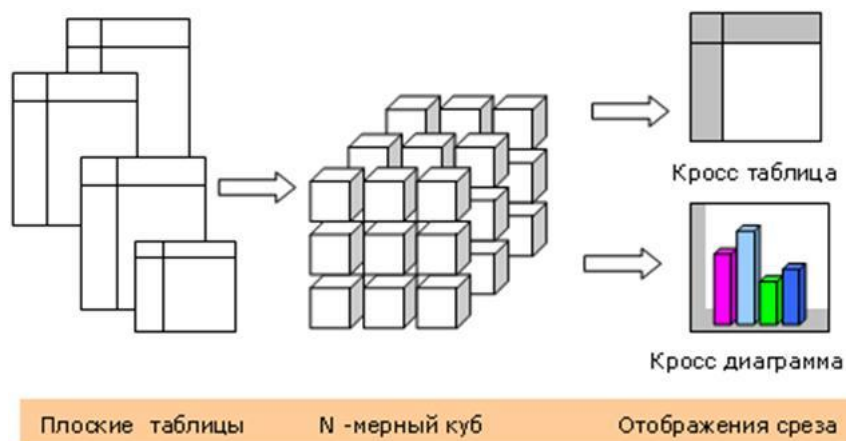 Кросс таблица
Кросс диаграмма
Плоские таблицы N -мерный куб Отображения среза